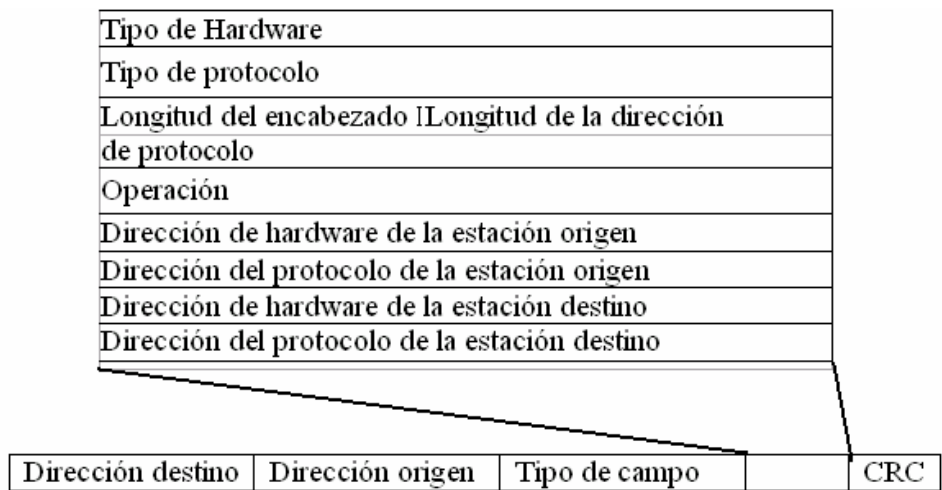 Tipo de Hardware
Tipo de protocolo
Longitud del encabezado ILongitud de la dirección
de protocolo
Operación
Dirección de hardware de la estación origen
Dirección del protocolo de la estación origen
Dirección de hardware de la estación destino
Dirección del protocolo de la estación destino
Dirección destino Dirección origen Tipo de campo CRC